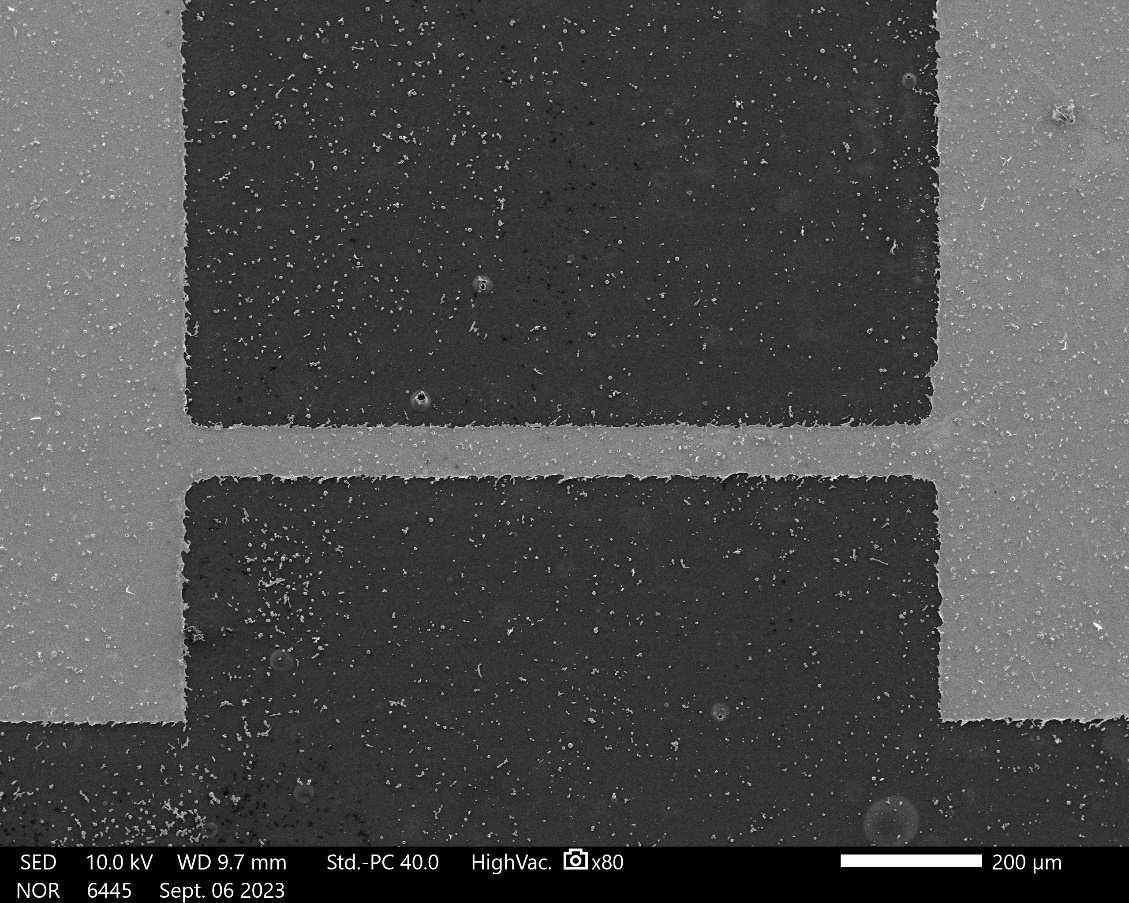 SED 10.0 kV WD 9.7 mm Std.-PC 40.0 HighVac. x80 200 µm
NOR 6445 Sept. 06 2023